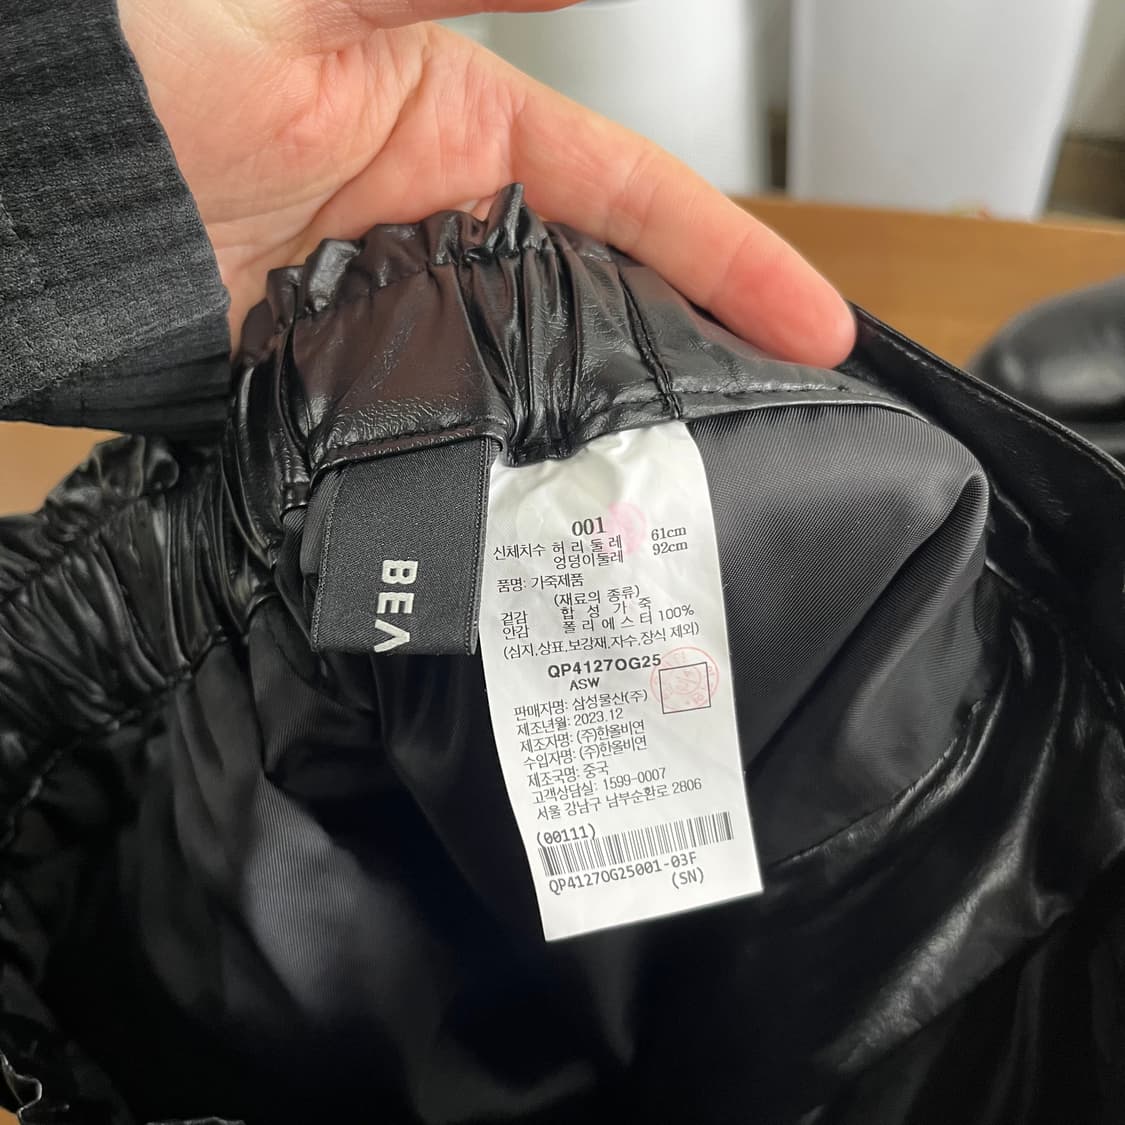 BEA
001
신체치수 허 리 둘 레 61cm
엉덩이둘레 92cm
품명: 가죽제품
(재료의 종류)
겉감 합 성 가 죽
안감 폴 리 에 스 터 100%
(심지,상표,보강재,자수,장식 제외)
QP4127OG25
ASW
판매자명: 삼성물산(주)
제조년월: 2023.12
제조자명: (주)한올비연
수입자명: (주)한올비연
제조국명: 중국
고객상담실: 1599-0007
서울 강남구 남부순환로 2806
(00111)
QP4127OG25001-03F
(SN)